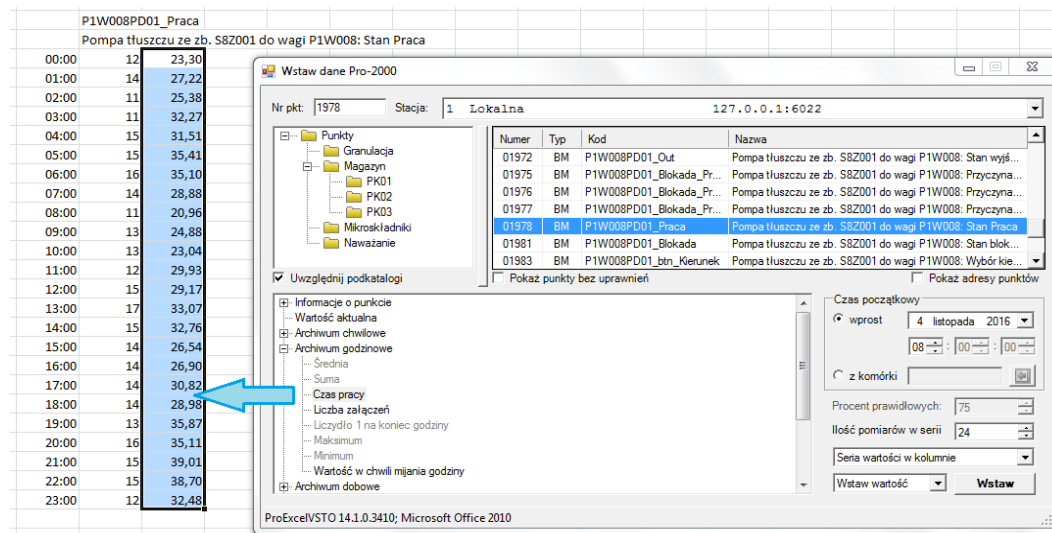 P1W008PD01_Praca
Pompa tłuszczu ze zb. S8Z001 do wagi P1W008: Stan Praca
00:00 12 23,30
01:00 14 27,22
02:00 11 25,38
03:00 11 32,27
04:00 15 31,51
05:00 15 35,41
06:00 16 35,10
07:00 14 28,88
08:00 11 20,96
09:00 13 24,88
10:00 13 23,04
11:00 12 29,93
12:00 15 29,17
13:00 17 33,07
14:00 15 32,76
15:00 14 26,54
16:00 14 26,90
17:00 14 30,82
18:00 14 28,98
19:00 13 35,87
20:00 16 35,11
21:00 15 39,01
22:00 15 38,70
23:00 12 32,48
Wstaw dane Pro-2000
Nr pkt: 1978 Stacja: 1 Lokalna 127.0.0.1:6022
Punkty
Granulacja
Magazyn
PK01
PK02
PK03
Mikroskładniki
Naważanie
Numer Typ Kod Nazwa
01972 BM P1W008PD01_Out Pompa tłuszczu ze zb. S8Z001 do wagi P1W008: Stan wyjś...
01975 BM P1W008PD01_Blokada_Pr... Pompa tłuszczu ze zb. S8Z001 do wagi P1W008: Przyczyna...
01976 BM P1W008PD01_Blokada_Pr... Pompa tłuszczu ze zb. S8Z001 do wagi P1W008: Przyczyna...
01977 BM P1W008PD01_Blokada_Pr... Pompa tłuszczu ze zb. S8Z001 do wagi P1W008: Przyczyna...
01978 BM P1W008PD01_Praca Pompa tłuszczu ze zb. S8Z001 do wagi P1W008: Stan Praca
01981 BM P1W008PD01_Blokada Pompa tłuszczu ze zb. S8Z001 do wagi P1W008: Stan blok...
01983 BM P1W008PD01_btn_Kierunek Pompa tłuszczu ze zb. S8Z001 do wagi P1W008: Wybór kie...
Uwzględnij podkatalogi Pokaż punkty bez uprawnień Pokaż adresy punktów
Informacje o punkcie
Wartość aktualna
Archiwum chwilowe
Archiwum godzinowe
Średnia
Suma
Czas pracy
Liczba załączeń
Liczydło 1 na koniec godziny
Maksimum
Minimum
Wartość w chwili mijania godziny
Archiwum dobowe
Czas początkowy
wprost 4 listopada 2016
08 : 00 : 00
z komórki
Procent prawidłowych: 75
Ilość pomiarów w serii 24
Seria wartości w kolumnie
Wstaw wartość Wstaw
ProExcelVSTO 14.1.0.3410; Microsoft Office 2010